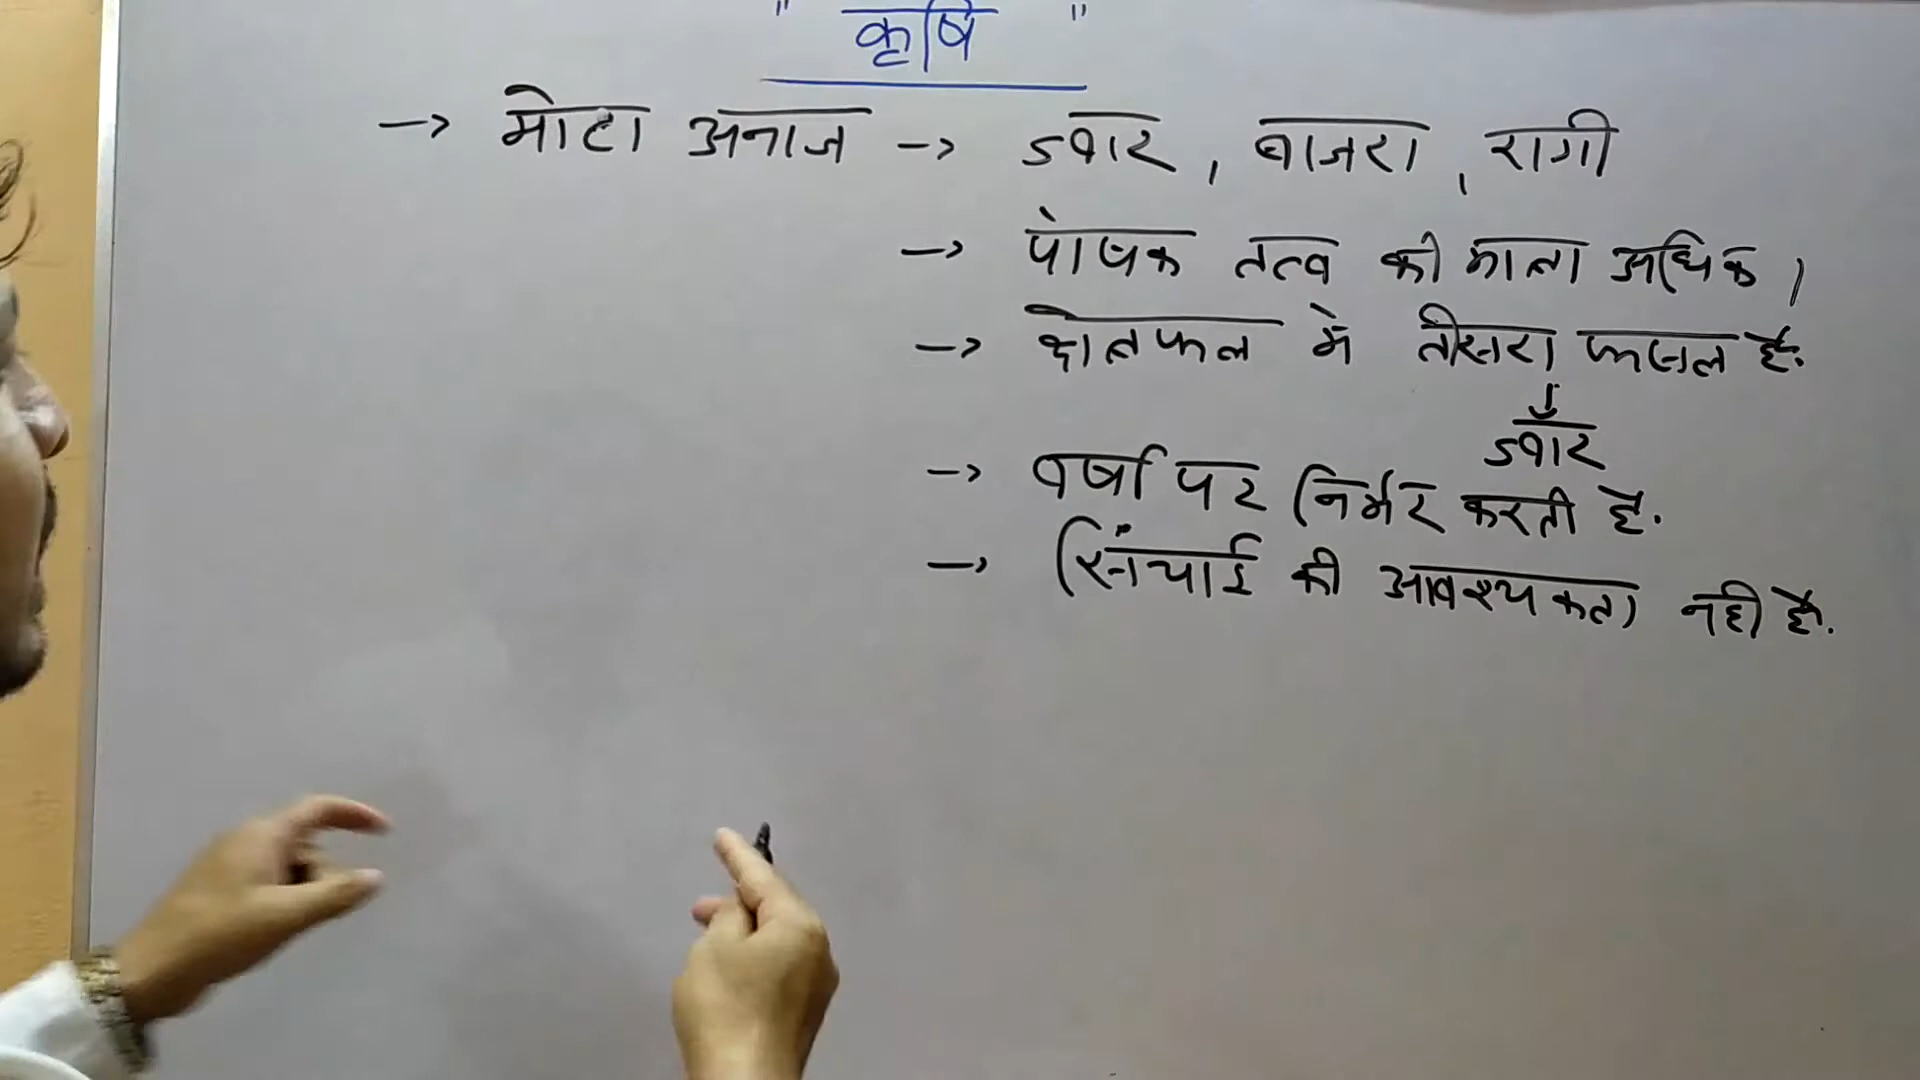 " कृषि "
→ मोटा अनाज → ज्वार, बाजरा, रागी
→ पोषक तत्व की मात्रा अधिक।
→ क्षेत्रफल में तीसरा फसल है.
↓
ज्वार
→ वर्षा पर निर्भर करती है.
→ सिंचाई की आवश्यकता नही है.